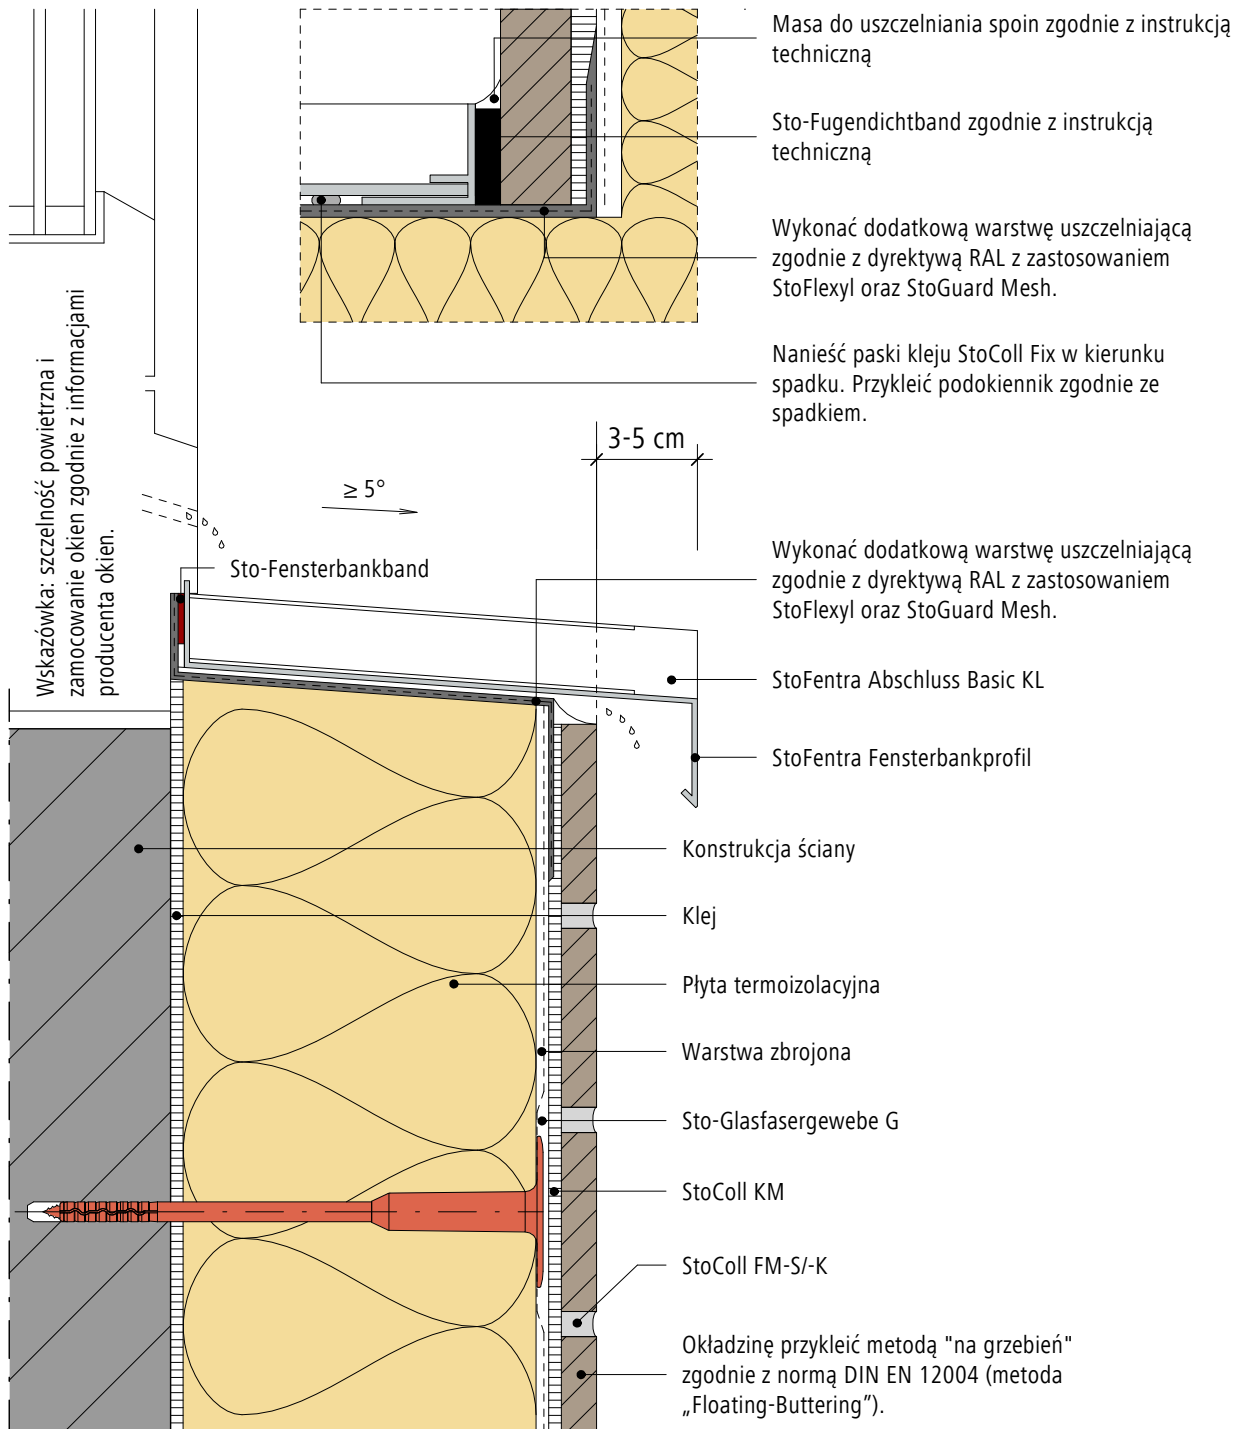 Masa do uszczelniania spoin zgodnie z instrukcją
techniczną
Sto-Fugendichtband zgodnie z instrukcją
techniczną
Wykonać dodatkową warstwę uszczelniającą
zgodnie z dyrektywą RAL z zastosowaniem
StoFlexyl oraz StoGuard Mesh.
Nanieść paski kleju StoColl Fix w kierunku
spadku. Przykleić podokiennik zgodnie ze
spadkiem.
Wskazówka: szczelność powietrzna i
zamocowanie okien zgodnie z informacjami
producenta okien.
3-5 cm
≥ 5°
Sto-Fensterbankband
Wykonać dodatkową warstwę uszczelniającą
zgodnie z dyrektywą RAL z zastosowaniem
StoFlexyl oraz StoGuard Mesh.
StoFentra Abschluss Basic KL
StoFentra Fensterbankprofil
Konstrukcja ściany
Klej
Płyta termoizolacyjna
Warstwa zbrojona
Sto-Glasfasergewebe G
StoColl KM
StoColl FM-S/-K
Okładzinę przykleić metodą "na grzebień"
zgodnie z normą DIN EN 12004 (metoda
„Floating-Buttering”).